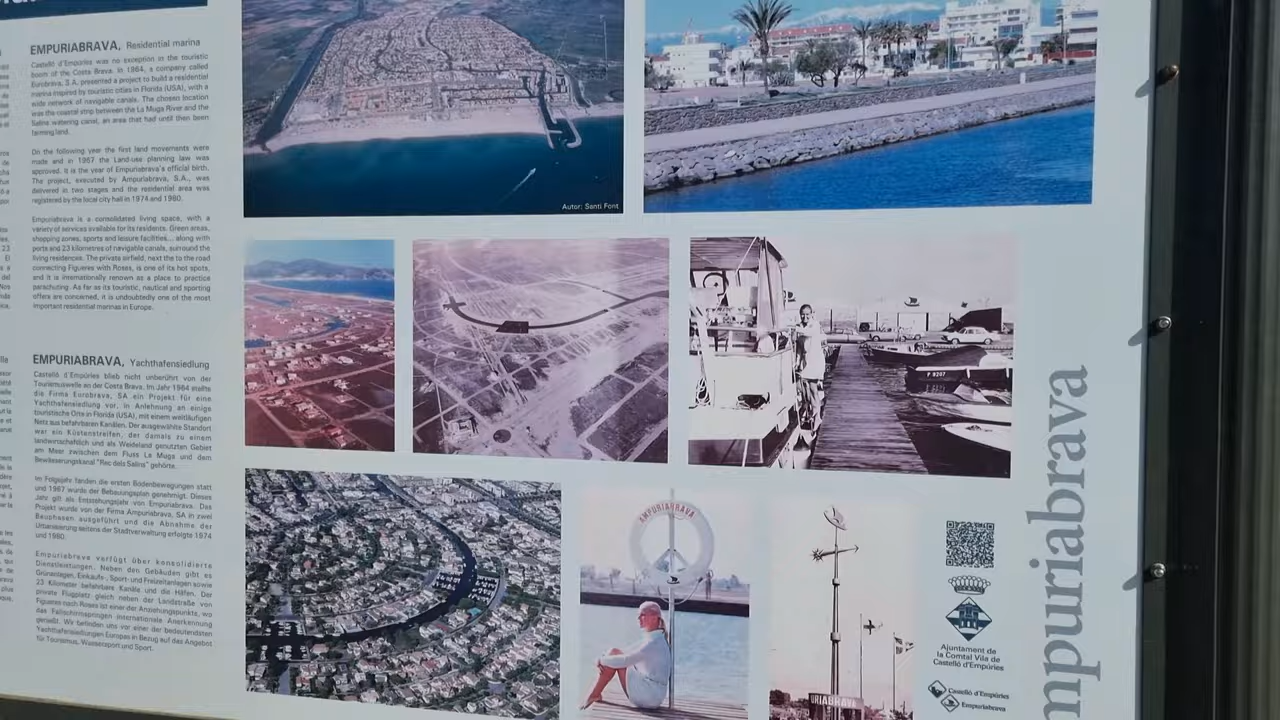 EMPURIABRAVA, Residential marina
Castelló d'Empúries was no exception in the touristic
boom of the Costa Brava. In 1964, a company called
Eurobrava, S.A. presented a project to build a residential
marina inspired by touristic cities in Florida (USA), with a
wide network of navigable canals. The chosen location
was the coastal strip between the La Muga River and the
Salins watering canal, an area that had until then been
farming land.
On the following year the first land movements were
made and in 1967 the Land-use planning law was
approved. It is the year of Empuriabrava's official birth.
The project, executed by Ampuriabrava, S.A., was
delivered in two stages and the residential area was
registered by the local city hall in 1974 and 1980.
Empuriabrava is a consolidated living space, with a
variety of services available for its residents. Green areas,
shopping zones, sports and leisure facilities... along with
ports and 23 kilometres of navigable canals, surround the
living residences. The private airfield, next the to the road
connecting Figueres with Roses, is one of its hot spots,
and it is internationally renown as a place to practice
parachuting. As far as its touristic, nautical and sporting
offers are concerned, it is undoubtedly one of the most
important residential marinas in Europe.
EMPURIABRAVA, Yachthafensiedlung
Castelló d'Empúries blieb nicht unberührt von der
Tourismuswelle an der Costa Brava. Im Jahr 1964 stellte
die Firma Eurobrava, SA ein Projekt für eine
Yachthafensiedlung vor, in Anlehnung an einige
touristische Orte in Florida (USA), mit einem weitläufigen
Netz aus befahrbaren Kanälen. Der ausgewählte Standort
war ein Küstenstreifen, der damals zu einem
landwirtschaftlich und als Weideland genutzten Gebiet
am Meer zwischen dem Fluss La Muga und dem
Bewässerungskanal "Rec dels Salins" gehörte.
Im Folgejahr fanden die ersten Bodenbewegungen statt
und 1967 wurde der Bebauungsplan genehmigt. Dieses
Jahr gilt als Entstehungsjahr von Empuriabrava. Das
Projekt wurde von der Firma Ampuriabrava, SA in zwei
Bauphasen ausgeführt und die Abnahme der
Urbanisierung seitens der Stadtverwaltung erfolgte 1974
und 1980.
Empuriabrava verfügt über konsolidierte
Dienstleistungen. Neben den Gebäuden gibt es
Grünanlagen, Einkaufs-, Sport- und Freizeitanlagen sowie
23 Kilometer befahrbare Kanäle und die Häfen. Der
private Flugplatz gleich neben der Landstraße von
Figueres nach Roses ist einer der Anziehungspunkte, wo
das Fallschirmspringen internationale Anerkennung
genießt. Wir befinden uns vor einer der bedeutendsten
Yachthafensiedlungen Europas in Bezug auf das Angebot
für Tourismus, Wassersport und Sport.
Autor: Santi Font
AMPURIABRAVA
URIABRAVA
Ajuntament de
la Comtal Vila de
Castelló d'Empúries
Castelló d'Empúries
Empuriabrava
mpuriabrava